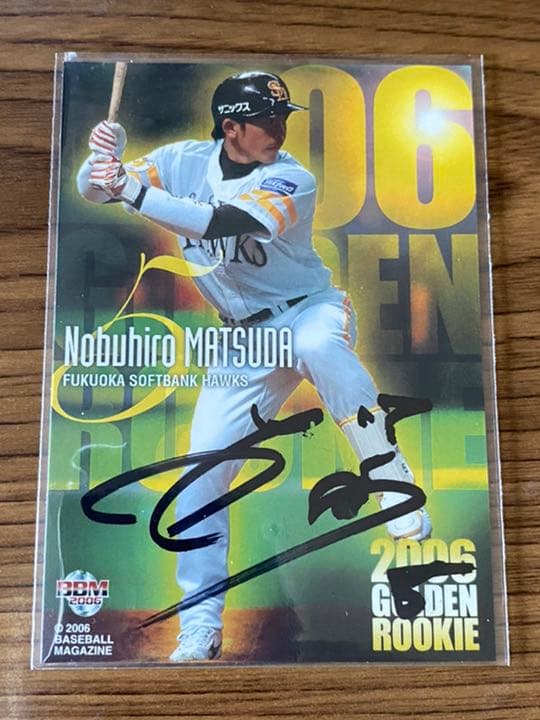 2006
GOLDEN
ROOKIE
サニックス
SH
HAWKS
5
Nobuhiro MATSUDA
FUKUOKA SOFTBANK HAWKS
2006
GOLDEN
ROOKIE
BBM
2006
© 2006
BASEBALL
MAGAZINE